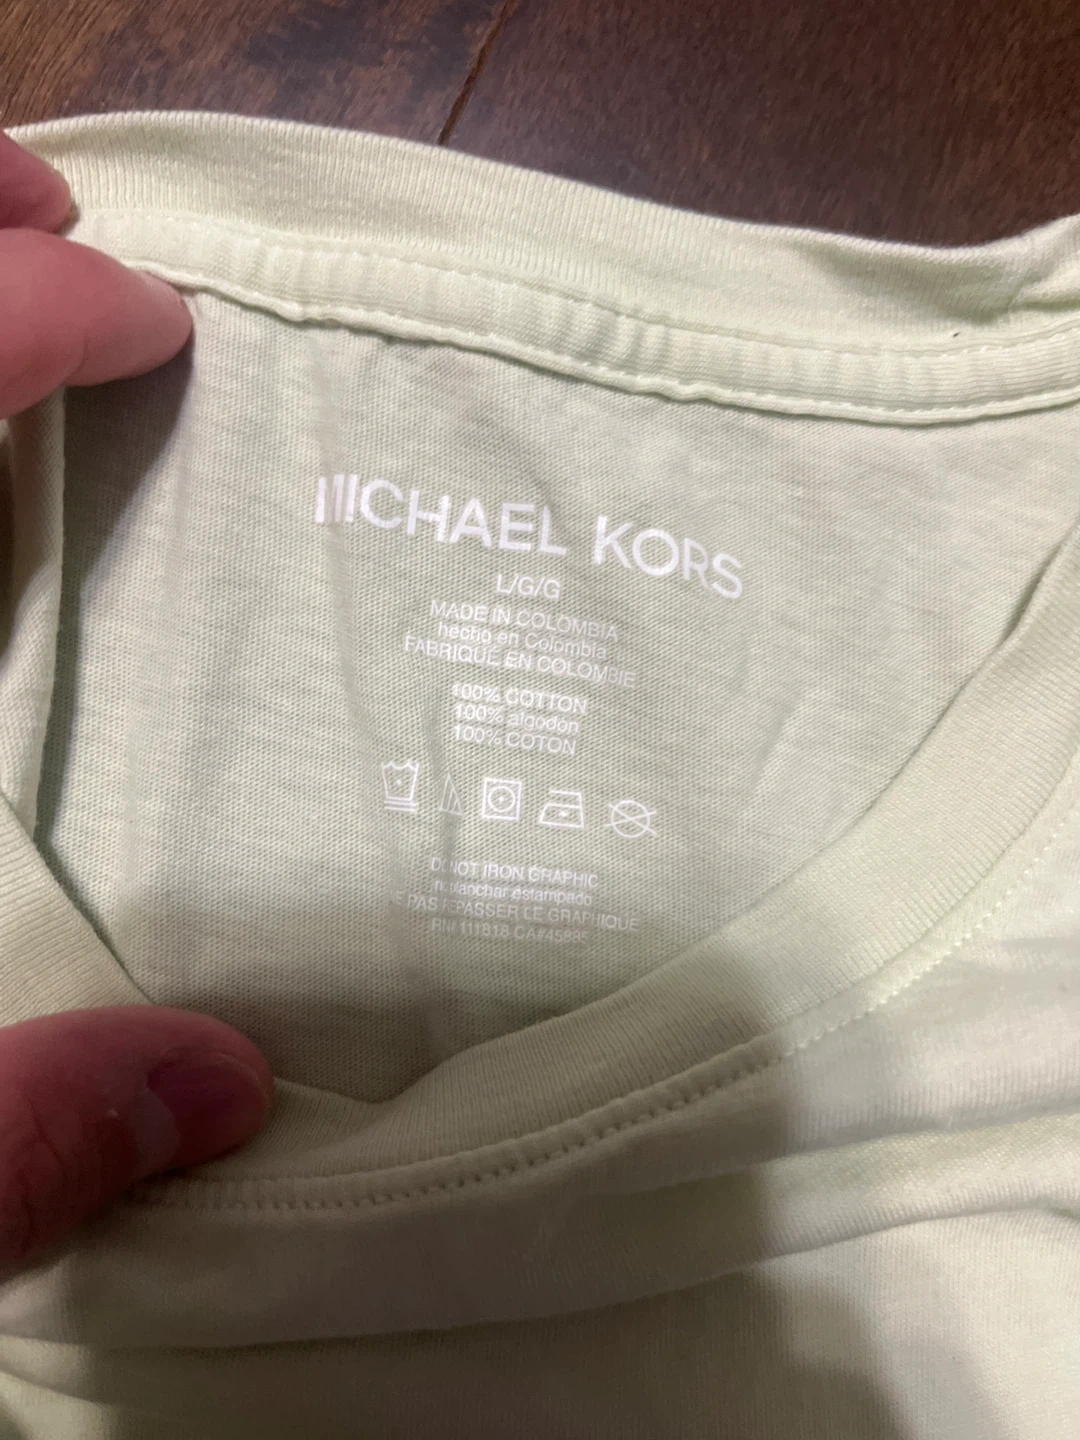 MICHAEL KORS
L/G/G
MADE IN COLOMBIA
hecho en Colombia
FABRIQUÉ EN COLOMBIE
100% COTTON
100% algodon
100% COTON
DO NOT IRON GRAPHIC
no planchar estampado
NE PAS REPASSER LE GRAPHIQUE
RN# 111818 CA#45885